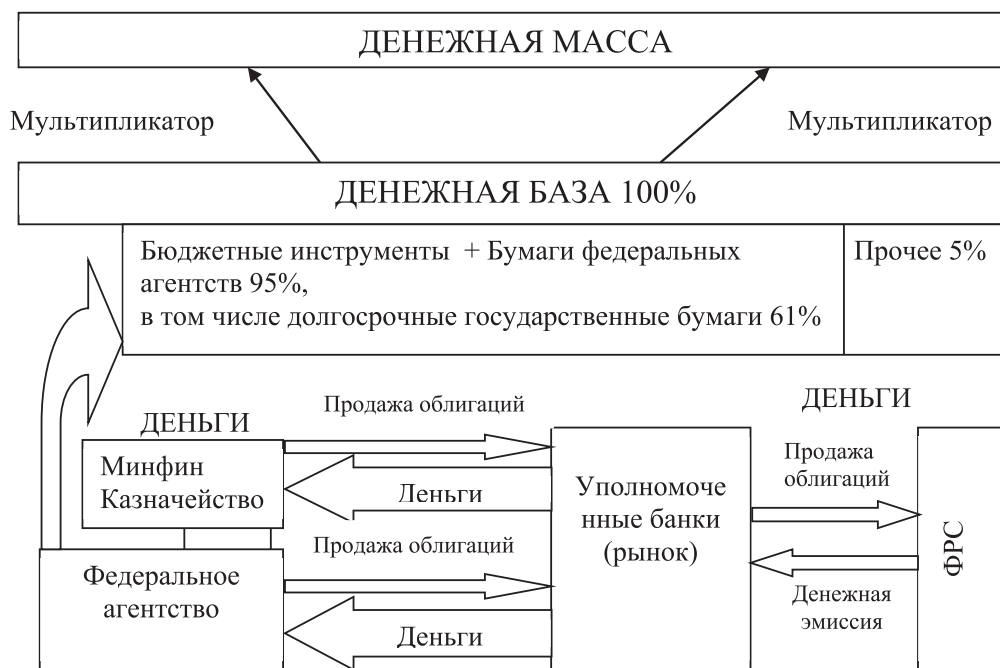 ДЕНЕЖНАЯ МАССА
Мультипликатор
Мультипликатор
ДЕНЕЖНАЯ БАЗА 100%
Бюджетные инструменты + Бумаги федеральных
агентств 95%,
в том числе долгосрочные государственные бумаги 61%
Прочее 5%
ДЕНЬГИ
Продажа облигаций
ДЕНЬГИ
Минфин
Казначейство
Деньги
Продажа облигаций
Федеральное
агентство
Деньги
Уполномоче
нные банки
(рынок)
Продажа
облигаций
Денежная
эмиссия
ФРС